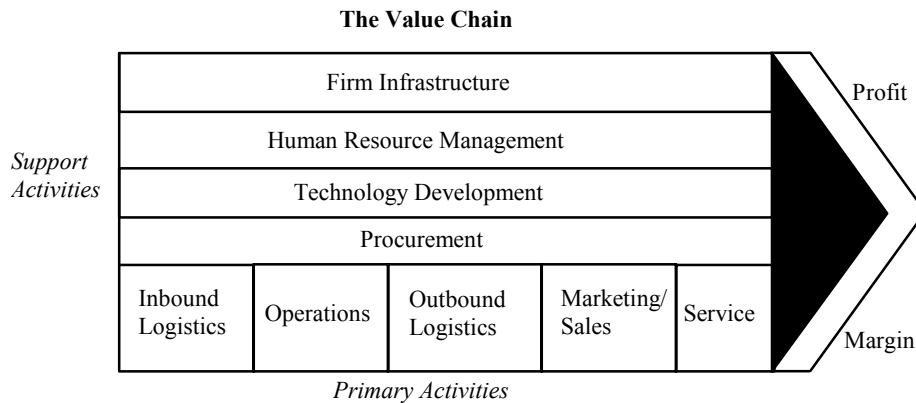 The Value Chain
Firm Infrastructure
Profit
Human Resource Management
Support
Activities
Technology Development
Procurement
Inbound
Logistics
Operations
Outbound
Logistics
Marketing/
Sales
Service
Margin
Primary Activities